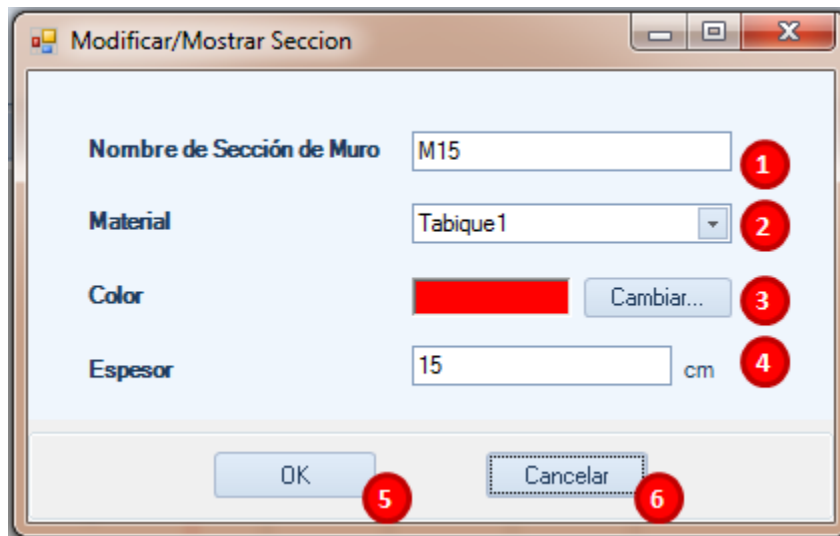 Modificar/Mostrar Seccion
Nombre de Sección de Muro M15 1
Material Tabique1 2
Color Cambiar... 3
Espesor 15 cm 4
OK 5 Cancelar 6